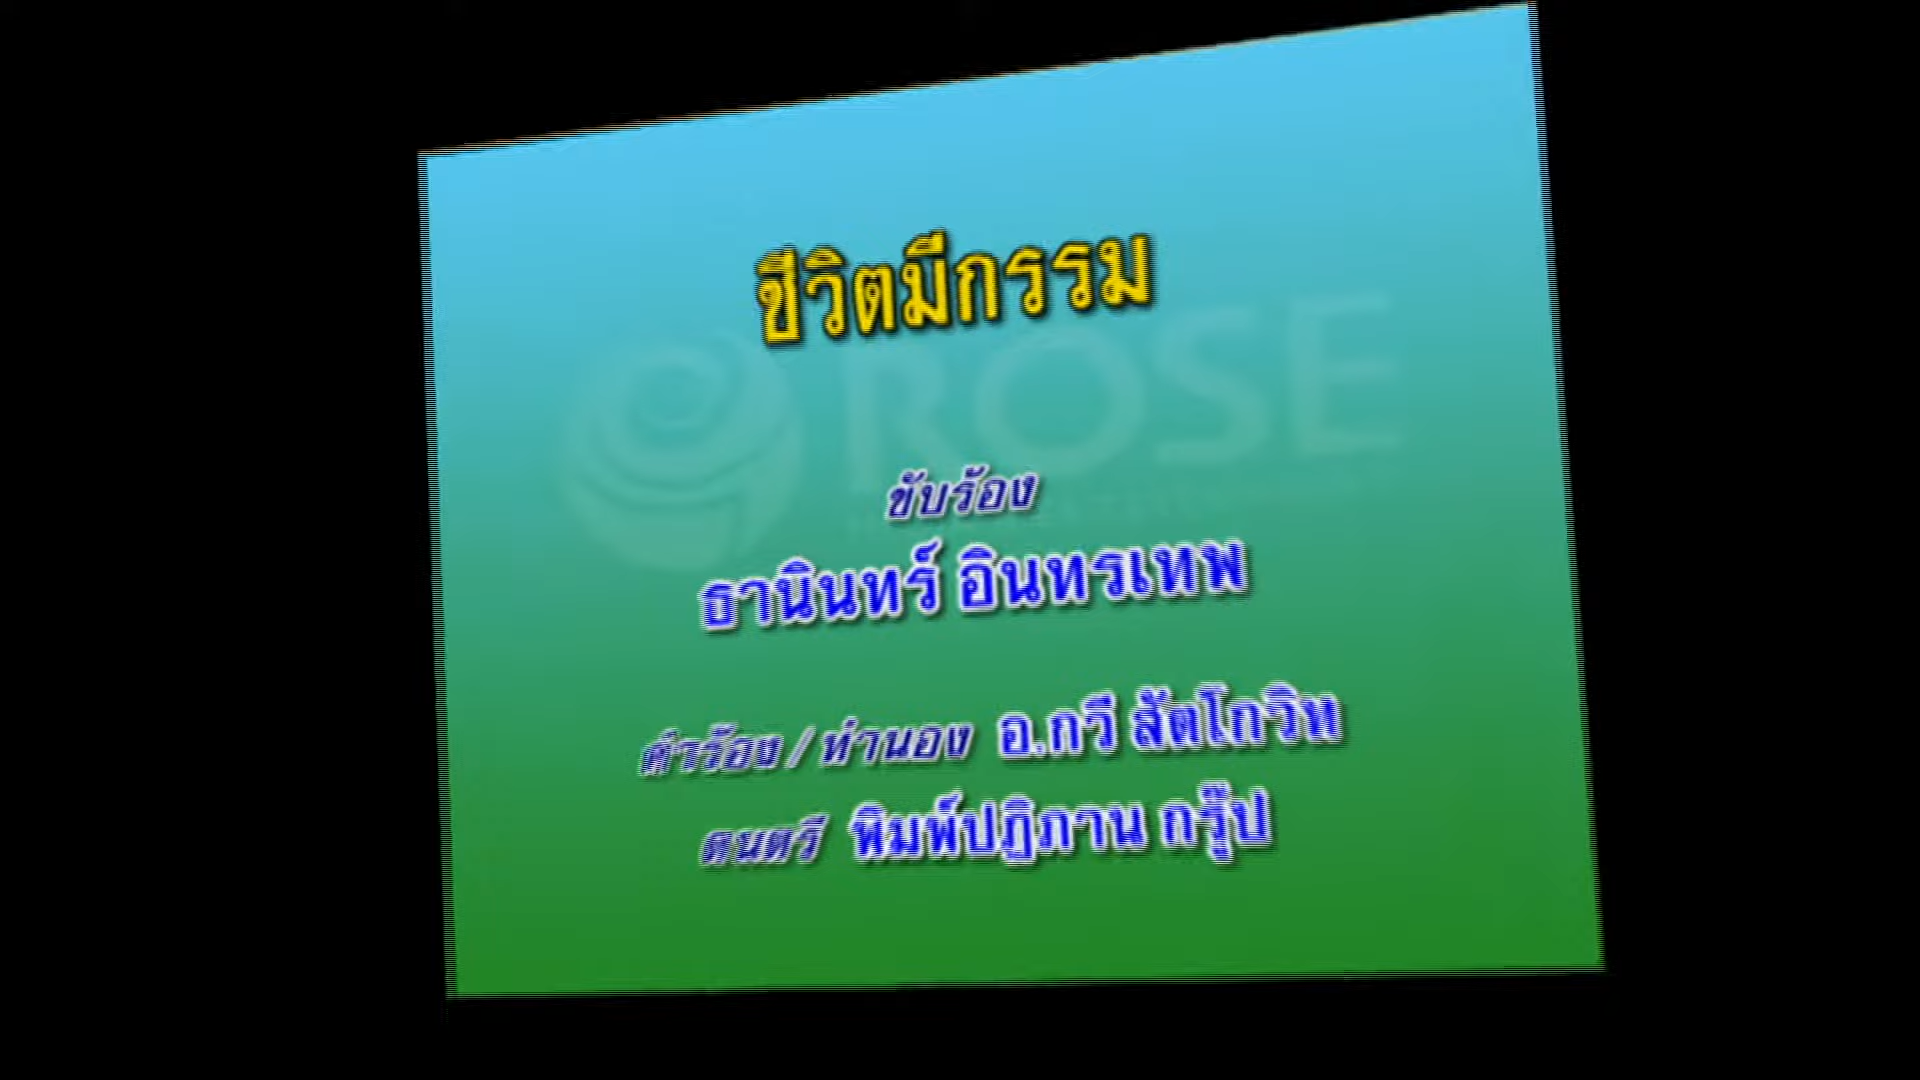 ชีวิตมีกรรม
ROSE
ขับร้อง
ธานินทร์ อินทรเทพ
คำร้อง / ทำนอง อ.กวี สัตโกวิท
ดนตรี พิมพ์ปฏิภาน กรุ๊ป